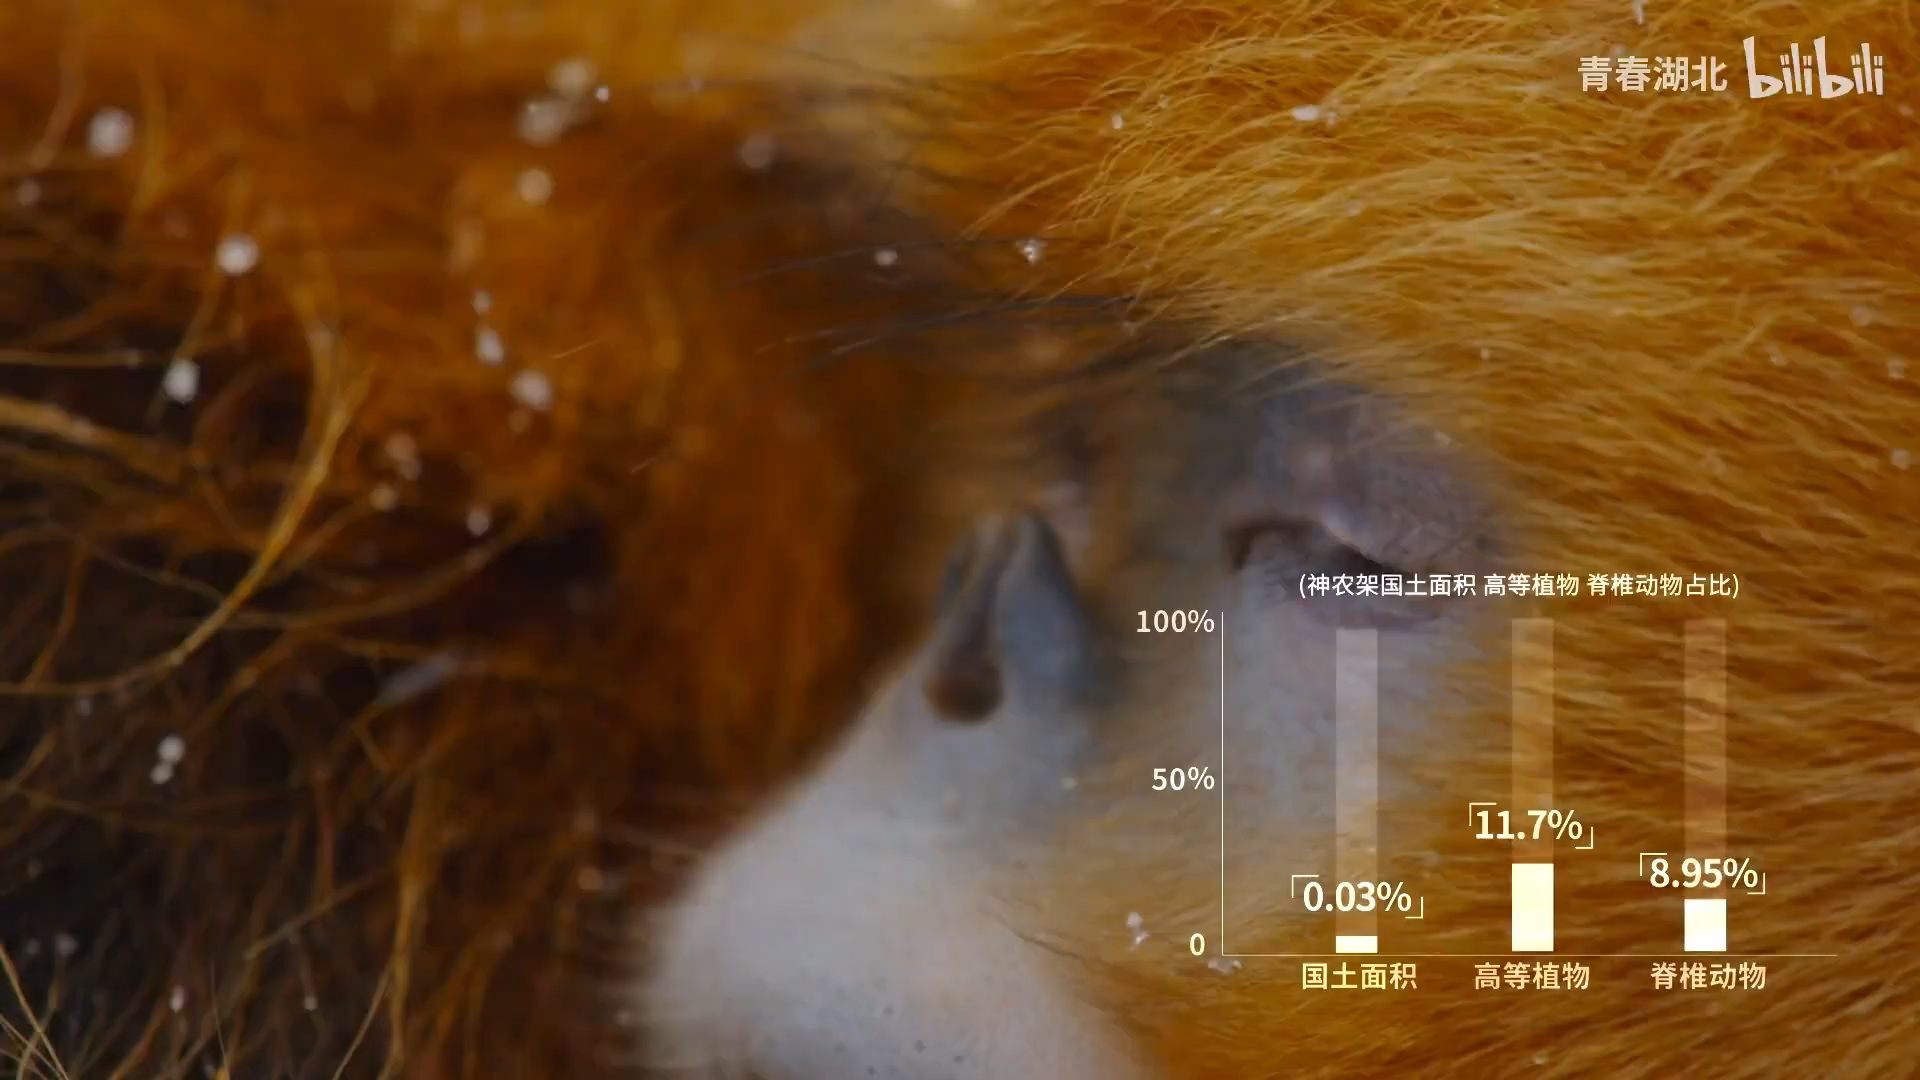 青春湖北 bilibili
(神农架国土面积 高等植物 脊椎动物占比)
100%
50%
0
0.03%
11.7%
8.95%
国土面积 高等植物 脊椎动物